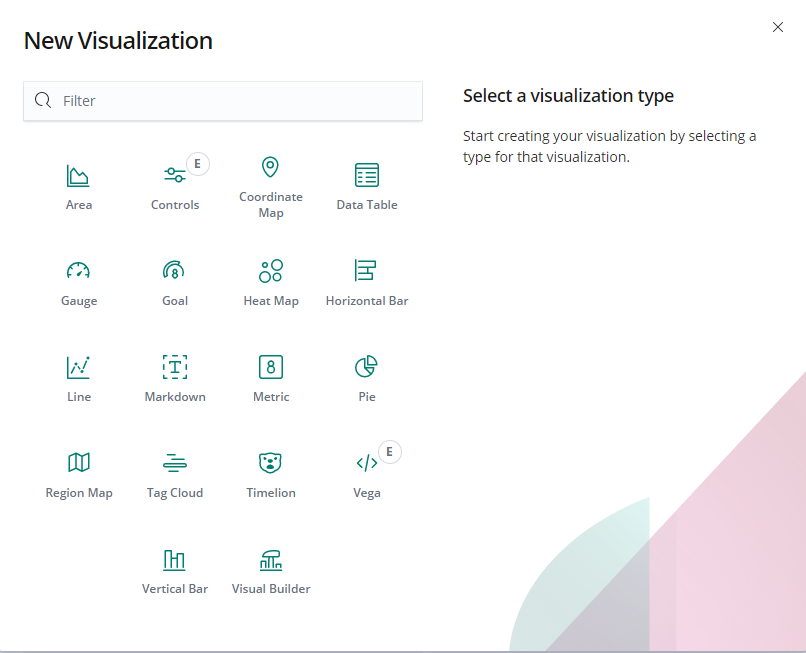 New Visualization
Filter
Select a visualization type
Start creating your visualization by selecting a
type for that visualization.
E
Area
Controls
Coordinate
Map
Data Table
8
Gauge
Goal
Heat Map
Horizontal Bar
T
8
Line
Markdown
Metric
Pie
E
Region Map
Tag Cloud
Timelion
Vega
Vertical Bar
Visual Builder